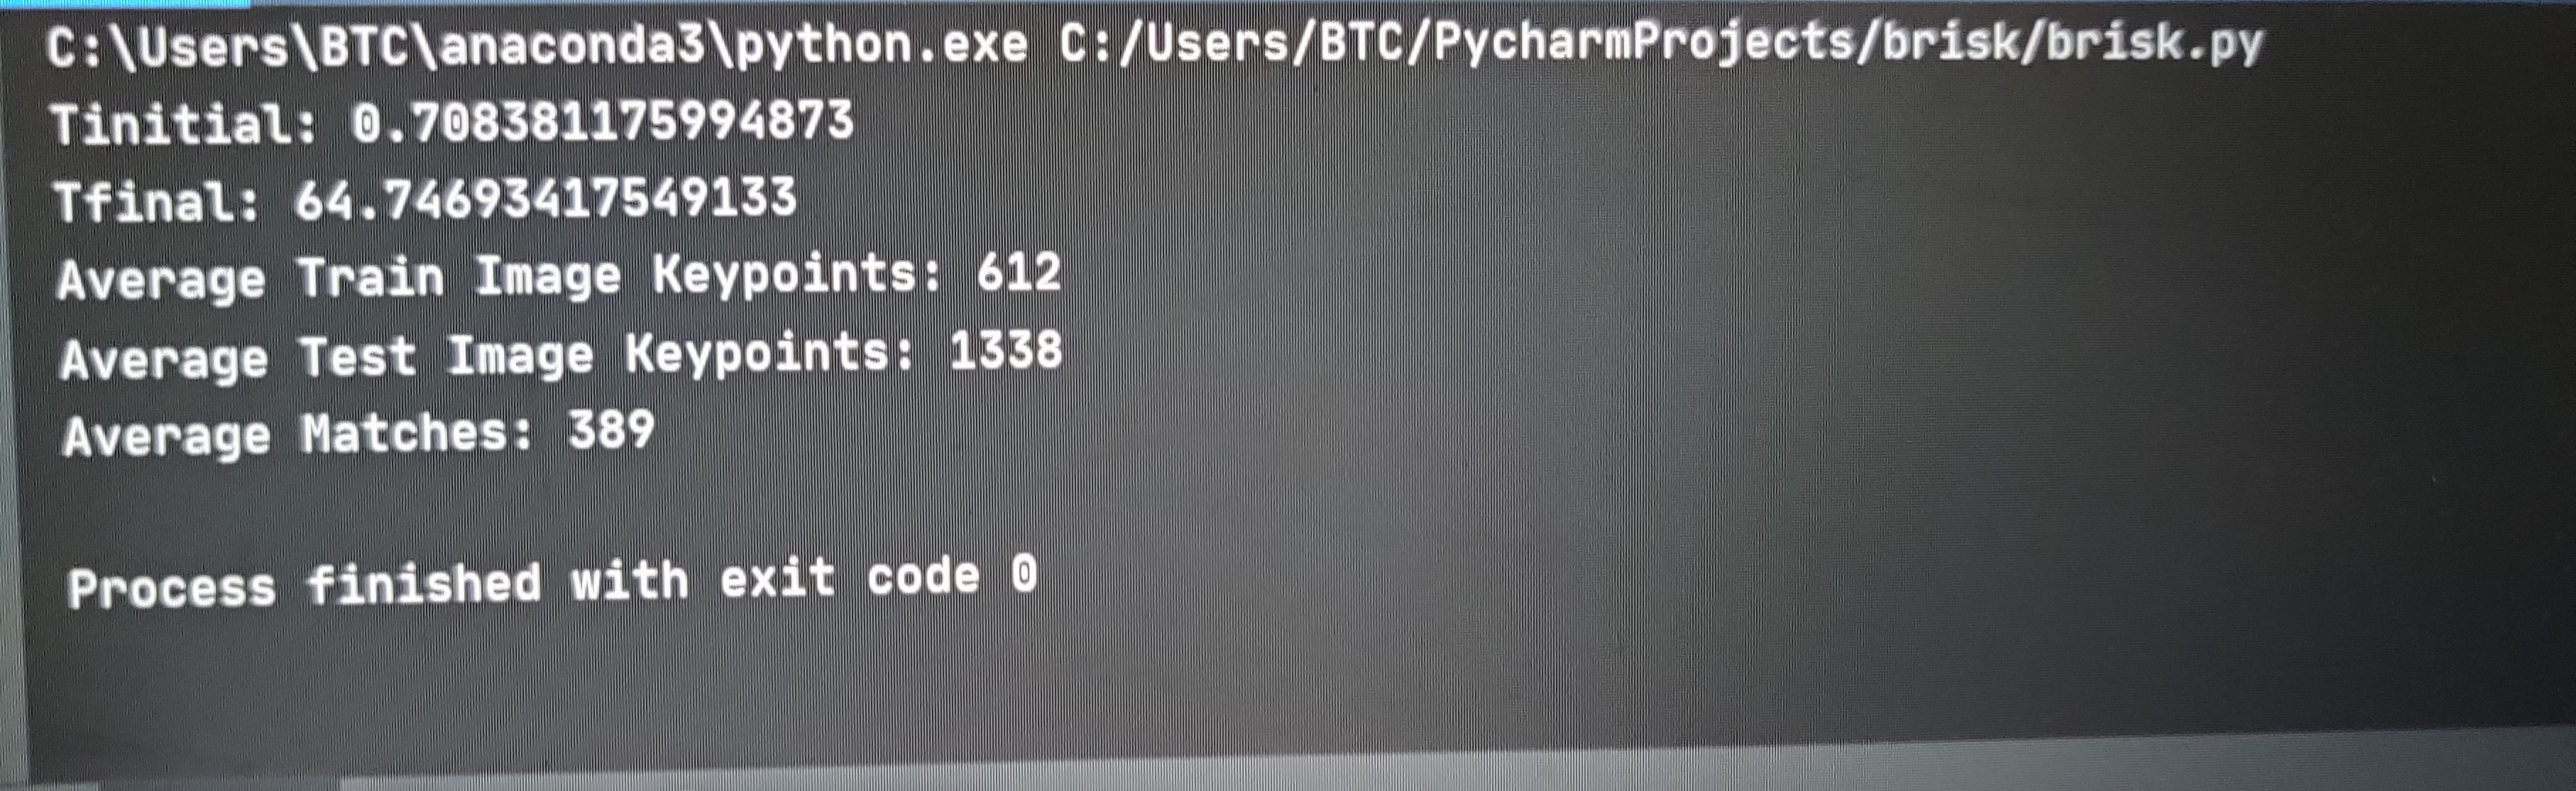 C:\Users\BTC\anaconda3\python.exe C:/Users/BTC/PycharmProjects/brisk/brisk.py
Tinitial: 0.708381175994873
Tfinal: 64.74693417549133
Average Train Image Keypoints: 612
Average Test Image Keypoints: 1338
Average Matches: 389
Process finished with exit code 0